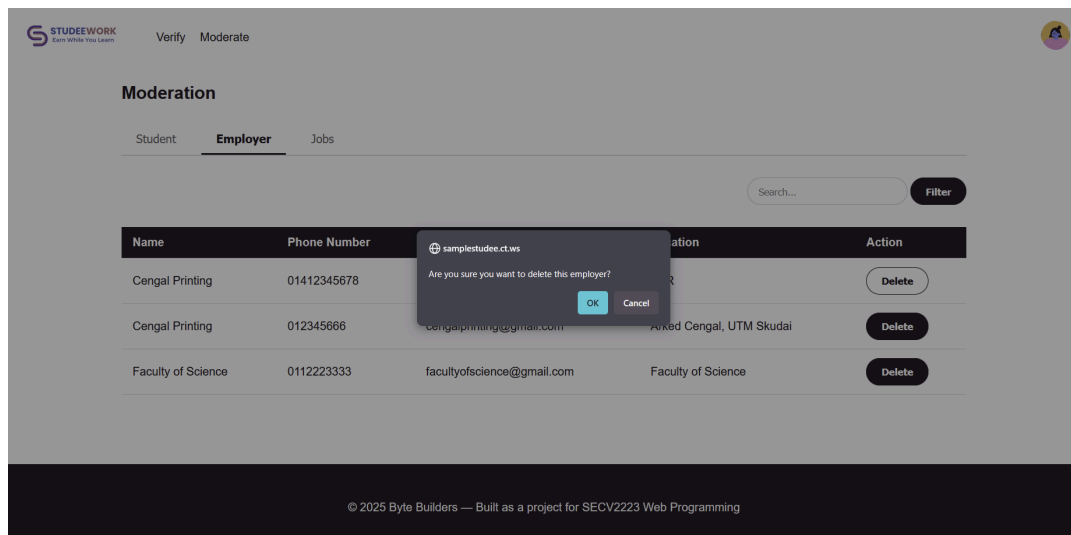 STUDEEWORK
Earn While You Learn
Verify Moderate
Moderation
Student Employer Jobs
Search... Filter
Name Phone Number Action
samplestudee.ct.ws
Are you sure you want to delete this employer?
OK Cancel
Cengal Printing 01412345678 Delete
Cengal Printing 012345666 cengalprinting@gmail.com Arked Cengal, UTM Skudai Delete
Faculty of Science 0112223333 facultyofscience@gmail.com Faculty of Science Delete
© 2025 Byte Builders — Built as a project for SECV2223 Web Programming